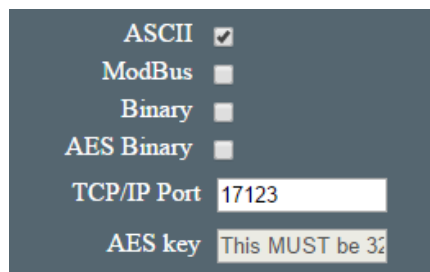 ASCII
ModBus
Binary
AES Binary
TCP/IP Port 17123
AES key This MUST be 32